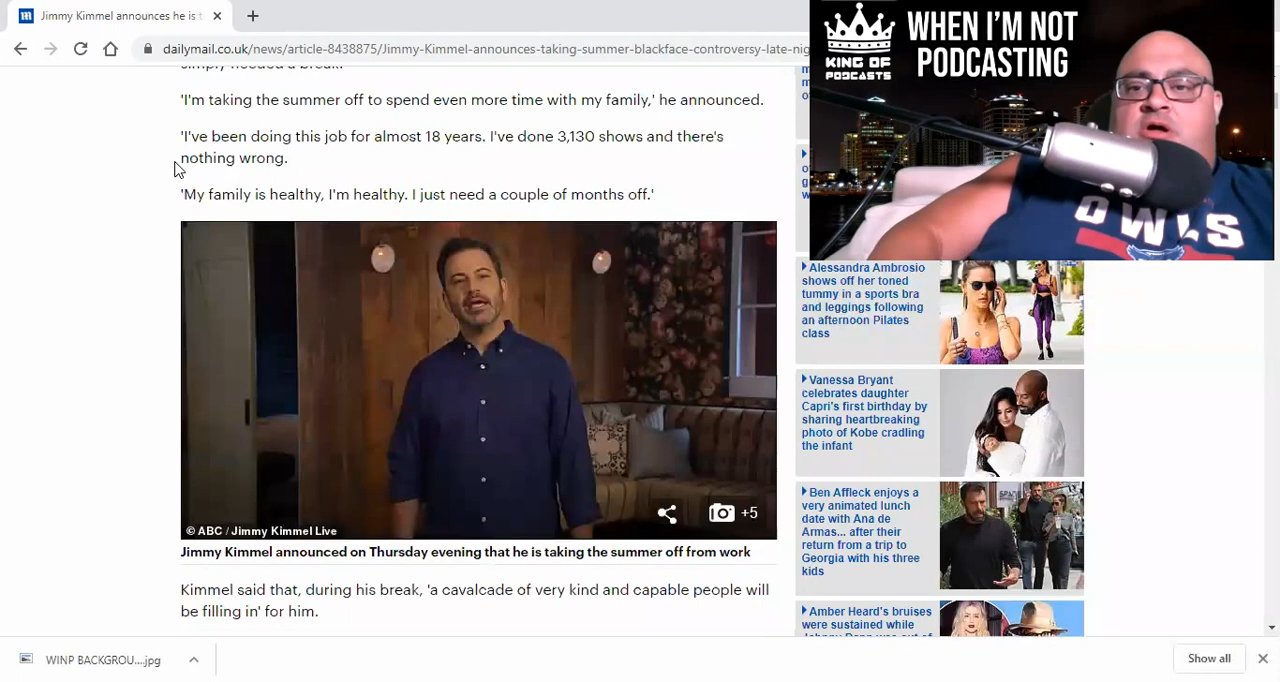 Jimmy Kimmel announces he is t
dailymail.co.uk/news/article-8438875/Jimmy-Kimmel-announces-taking-summer-blackface-controversy-late-nig
simply needed a break.
'I'm taking the summer off to spend even more time with my family,' he announced.
'I've been doing this job for almost 18 years. I've done 3,130 shows and there's
nothing wrong.
'My family is healthy, I'm healthy. I just need a couple of months off.'
+5
© ABC / Jimmy Kimmel Live
Jimmy Kimmel announced on Thursday evening that he is taking the summer off from work
Kimmel said that, during his break, 'a cavalcade of very kind and capable people will
be filling in' for him.
KING OF
PODCASTS
WHEN I'M NOT
PODCASTING
OWLS
Alessandra Ambrosio
shows off her toned
tummy in a sports bra
and leggings following
an afternoon Pilates
class
Vanessa Bryant
celebrates daughter
Capri's first birthday by
sharing heartbreaking
photo of Kobe cradling
the infant
Ben Affleck enjoys a
very animated lunch
date with Ana de
Armas... after their
return from a trip to
Georgia with his three
kids
Amber Heard's bruises
were sustained while
Johnny Depp was out of
WINP BACKGROU....jpg
Show all